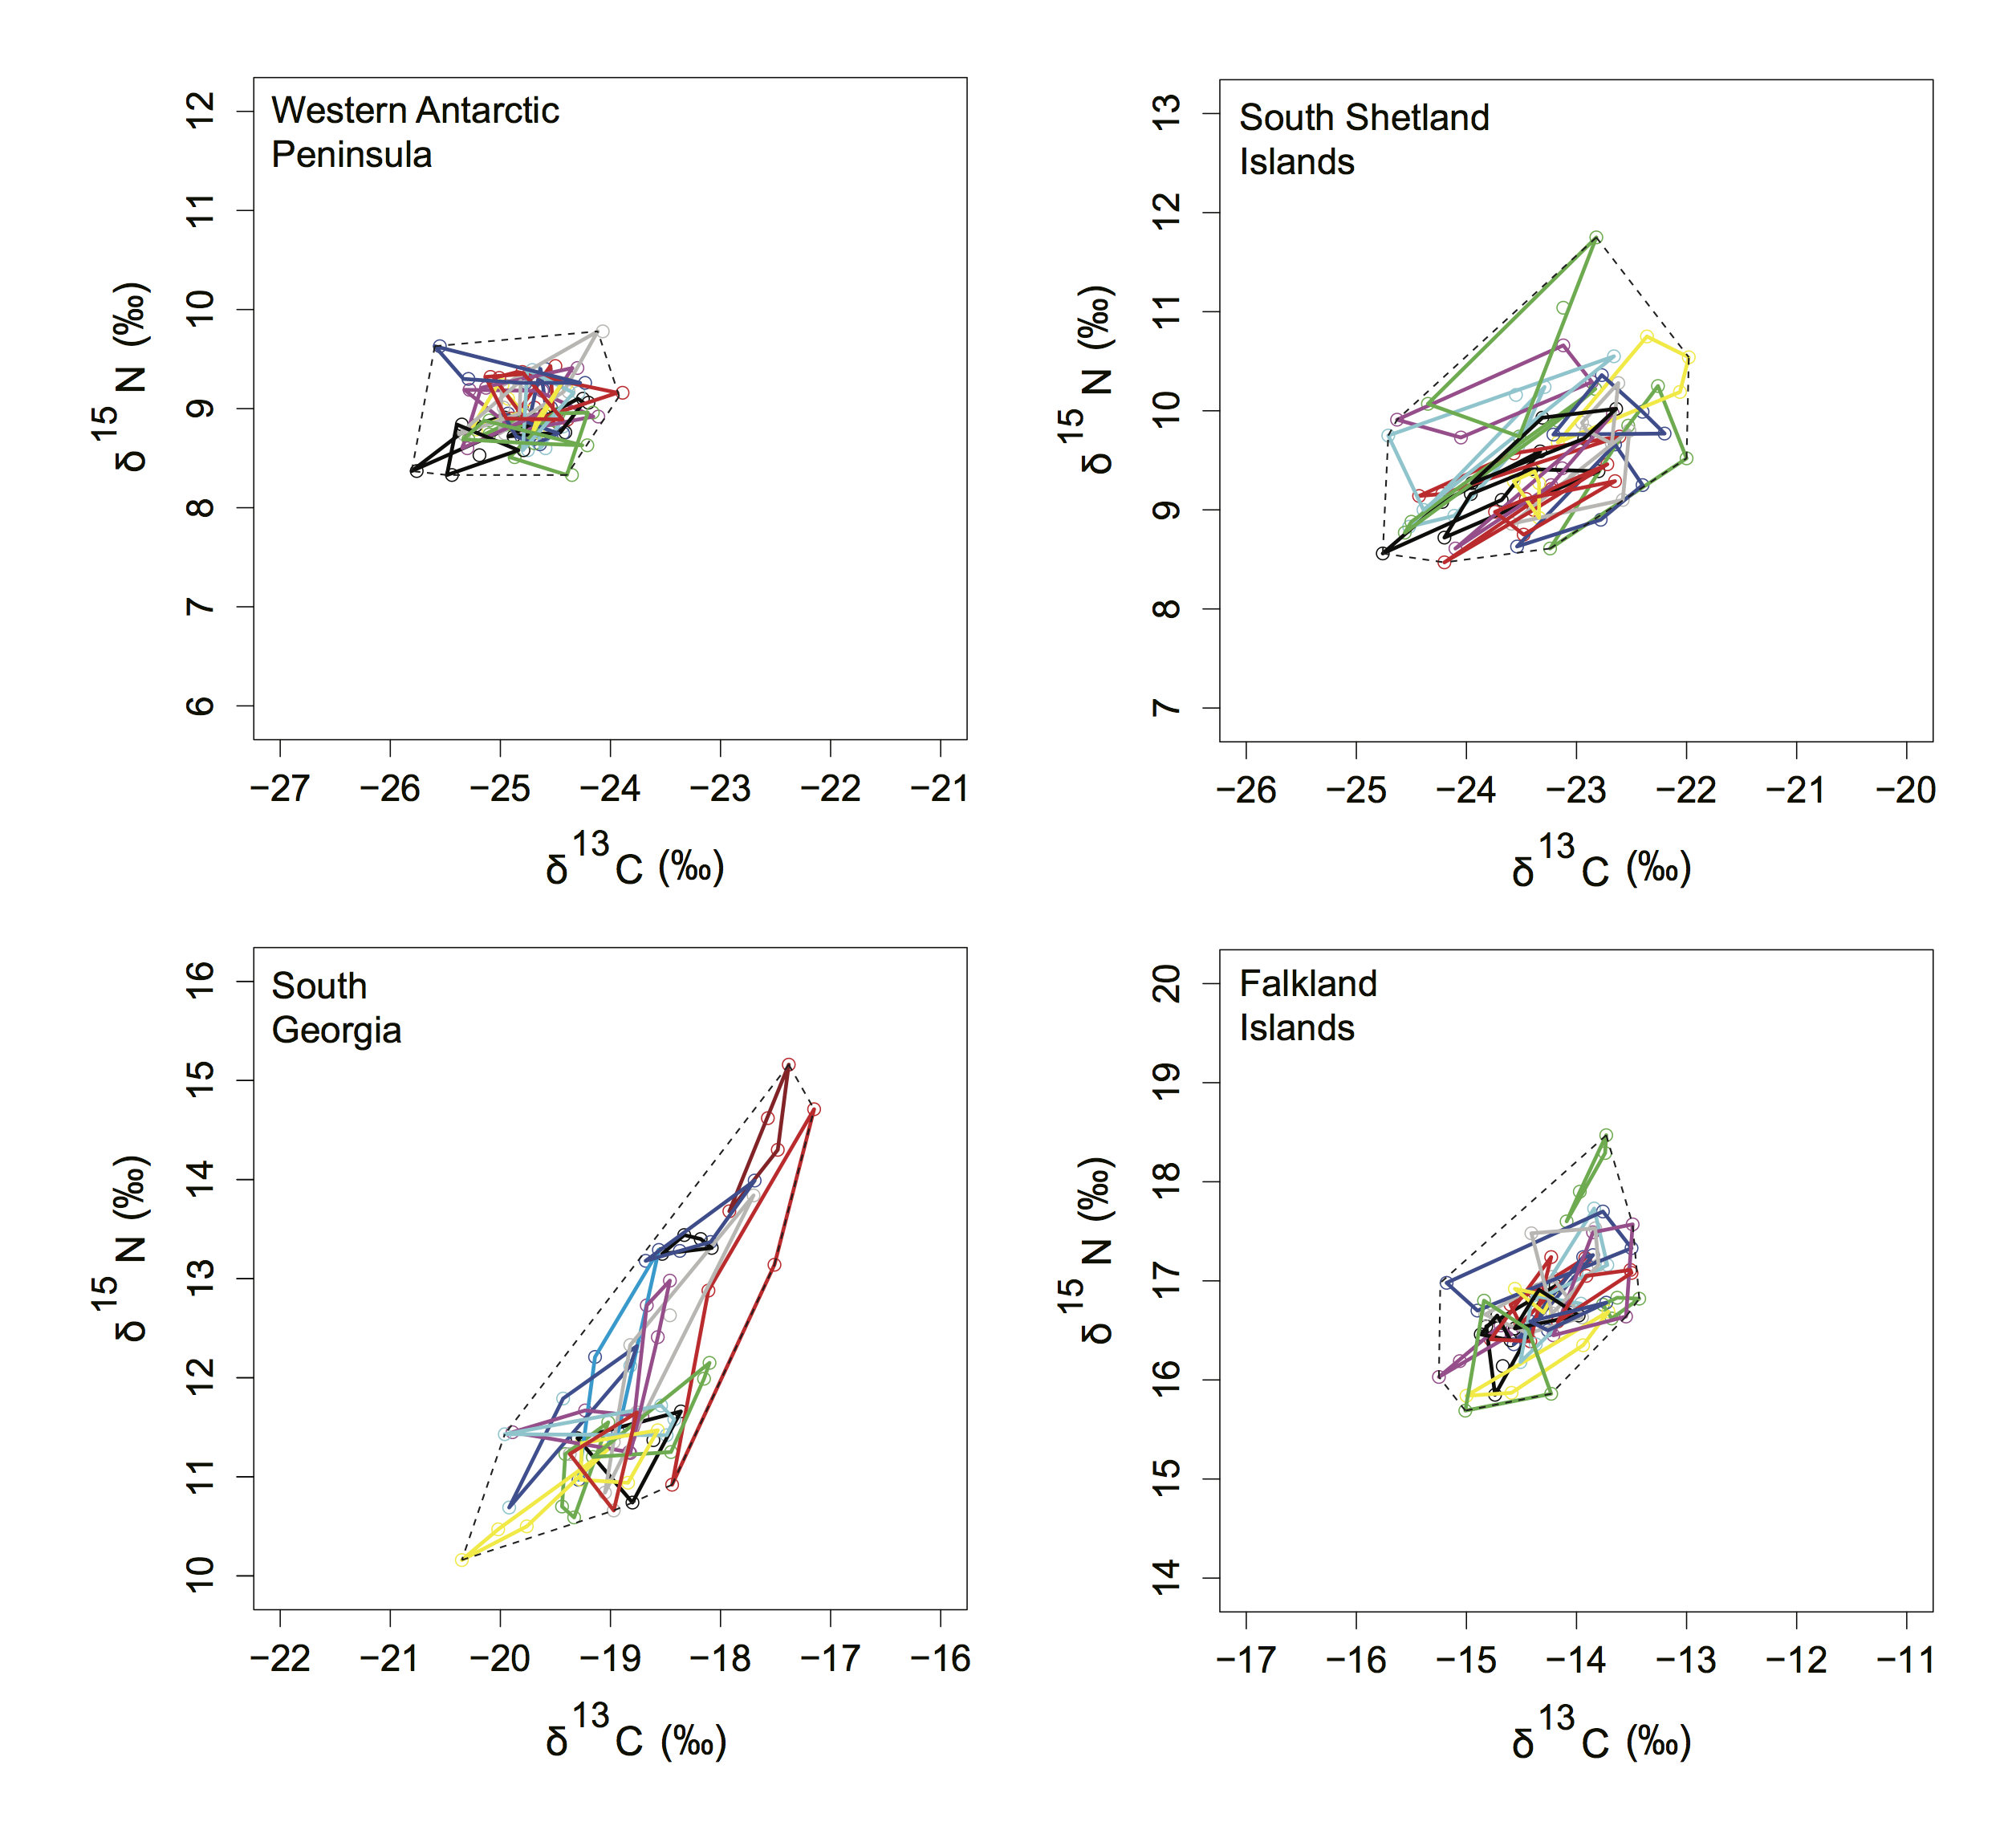 Western Antarctic
Peninsula
12
11
10
9
8
7
6
δ 15 N (‰)
−27 −26 −25 −24 −23 −22 −21
δ 13 C (‰)
South Shetland
Islands
13
12
11
10
9
8
7
δ 15 N (‰)
−26 −25 −24 −23 −22 −21 −20
δ 13 C (‰)
South
Georgia
16
15
14
13
12
11
10
δ 15 N (‰)
−22 −21 −20 −19 −18 −17 −16
δ 13 C (‰)
Falkland
Islands
20
19
18
17
16
15
14
δ 15 N (‰)
−17 −16 −15 −14 −13 −12 −11
δ 13 C (‰)